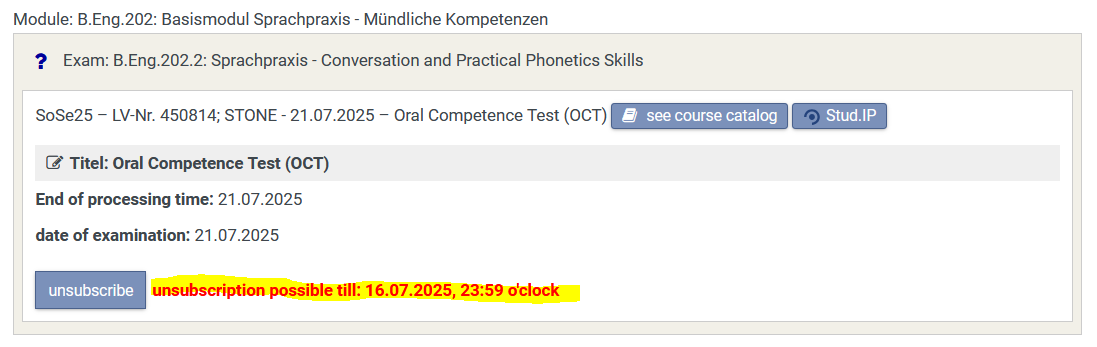 Module: B.Eng.202: Basismodul Sprachpraxis - Mündliche Kompetenzen
? Exam: B.Eng.202.2: Sprachpraxis - Conversation and Practical Phonetics Skills
SoSe25 – LV-Nr. 450814; STONE - 21.07.2025 – Oral Competence Test (OCT) see course catalog Stud.IP
Titel: Oral Competence Test (OCT)
End of processing time: 21.07.2025
date of examination: 21.07.2025
unsubscribe unsubscription possible till: 16.07.2025, 23:59 o'clock